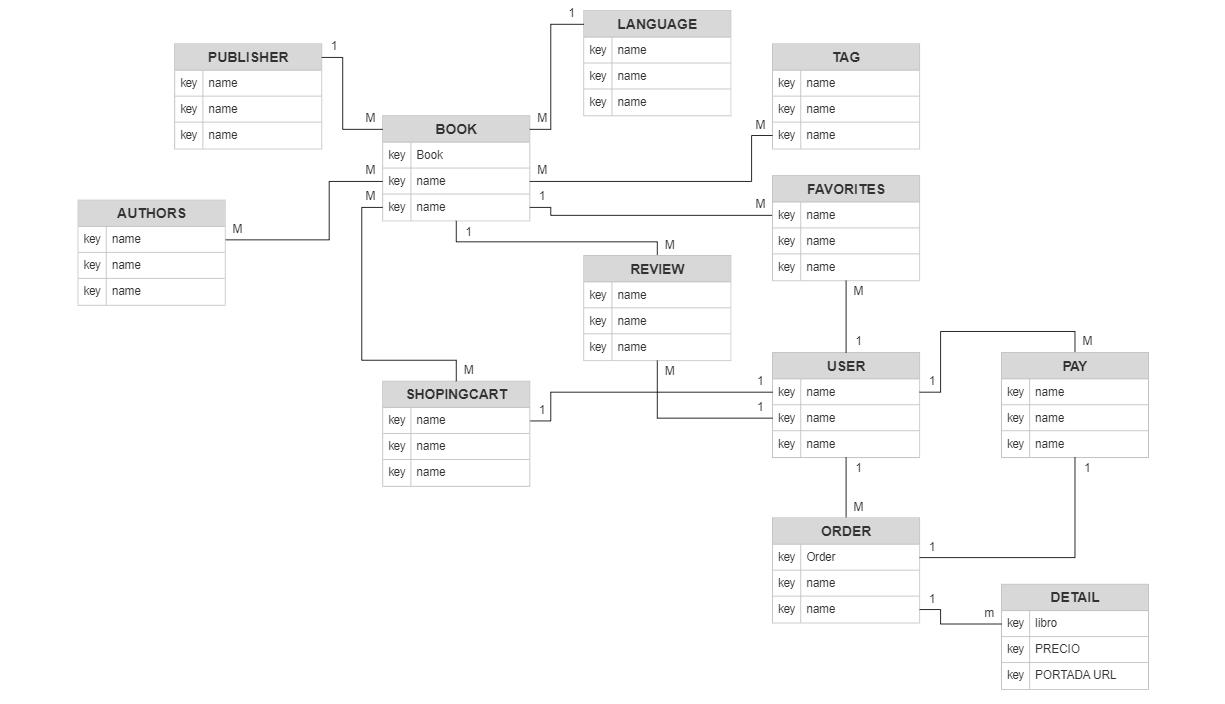 1
LANGUAGE
key name
key name
key name
PUBLISHER
1
key name
key name
key name
TAG
key name
key name
key name
M
BOOK
M
M
key Book
M
key name
M
M
key name
1
FAVORITES
M
key name
key name
key name
AUTHORS
M
key name
key name
key name
1
M
REVIEW
key name
key name
key name
M
1
M
USER
1
key name
1
1
key name
key name
M
PAY
key name
key name
key name
M
SHOPINGCART
1
key name
key name
key name
1
1
M
ORDER
1
key Order
key name
key name
1
m
DETAIL
key libro
key PRECIO
key PORTADA URL